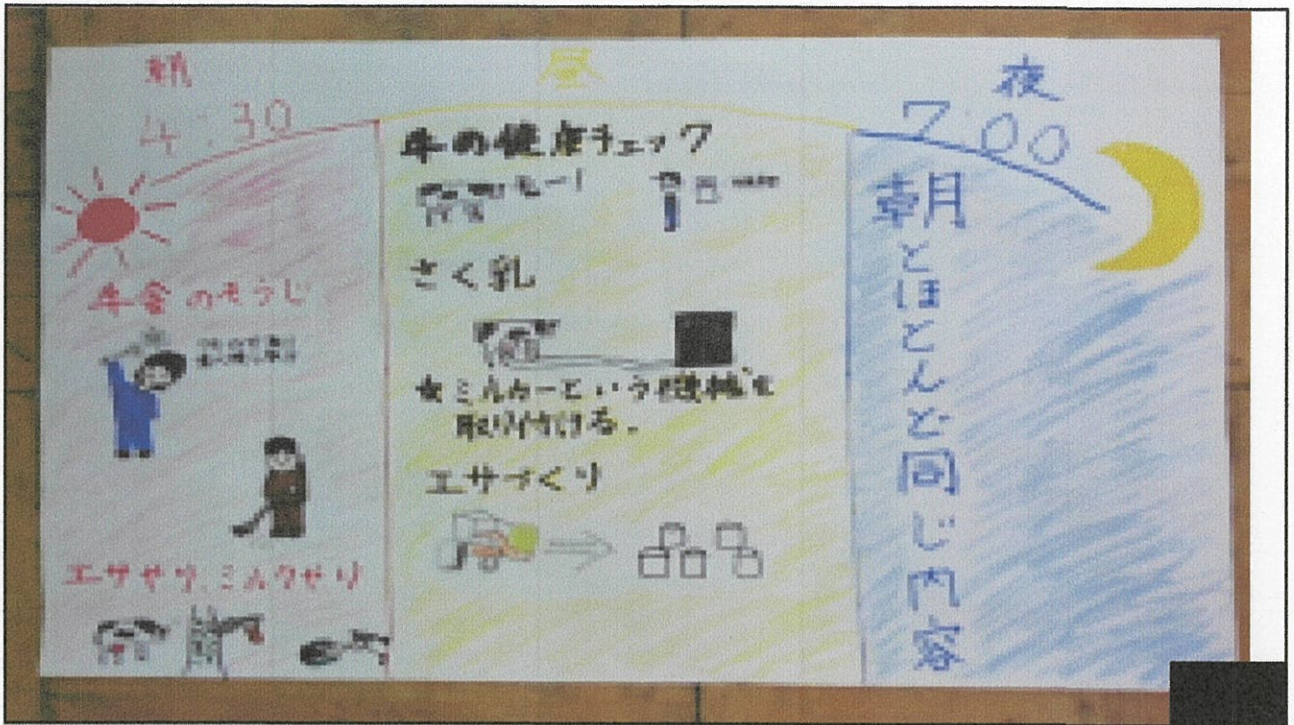 朝
4:30
牛舎のそうじ
エサやり、ミルクやり
昼
牛の健康チェック
モー!
さく乳
★ミルカーという機械を
取り付ける。
エサづくり
夜
7:00
朝とほとんど同じ内容